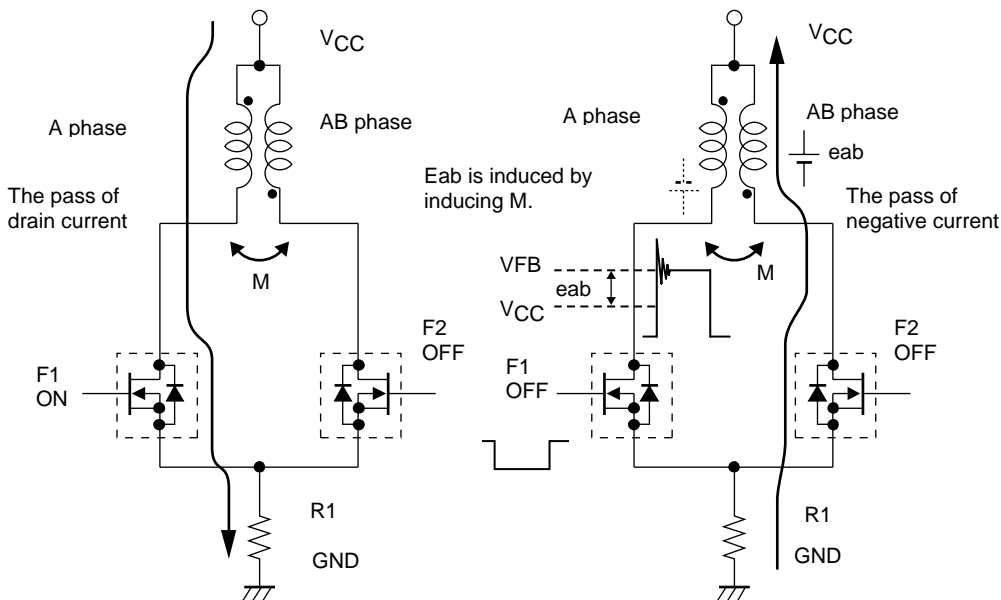 VCC
A phase
AB phase
The pass of
drain current
M
F1
ON
F2
OFF
R1
GND
VCC
A phase
AB phase
eab
Eab is induced by
inducing M.
The pass of
negative current
M
VFB
eab
VCC
F1
OFF
F2
OFF
R1
GND